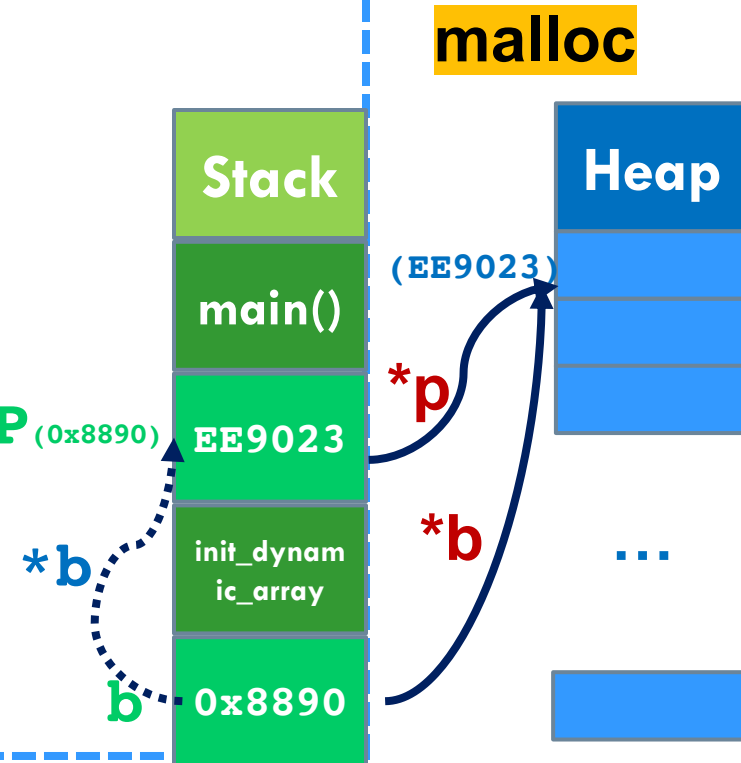 malloc
Stack
Heap
main()
(EE9023)
*p
P(0x8890)
EE9023
*b
*b
init_dynam
ic_array
...
b
0x8890